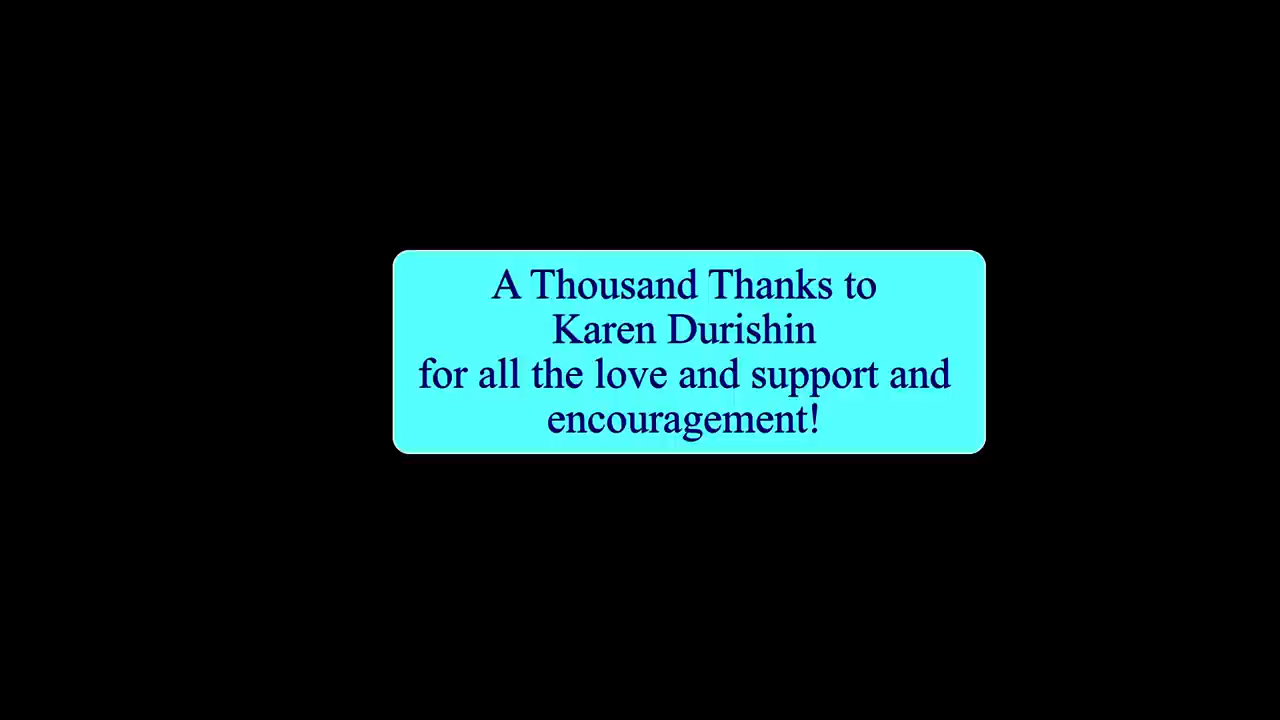 A Thousand Thanks to
Karen Durishin
for all the love and support and
encouragement!